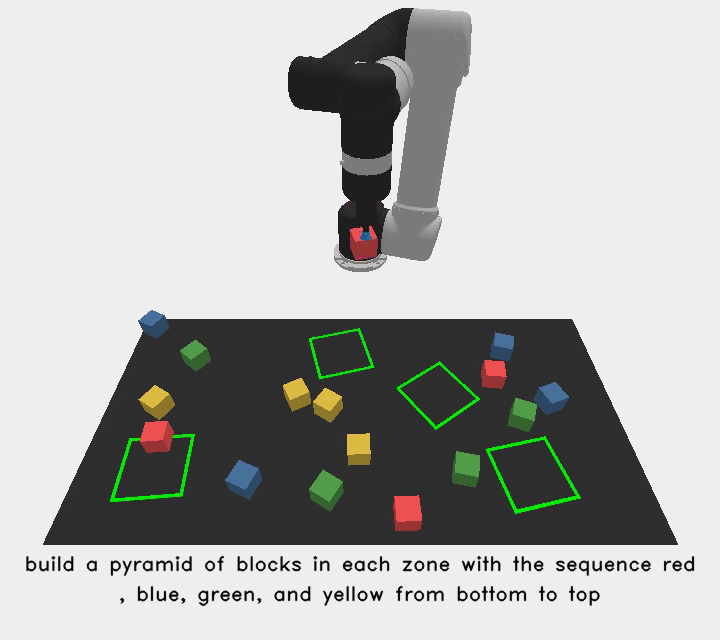 build a pyramid of blocks in each zone with the sequence red
, blue, green, and yellow from bottom to top